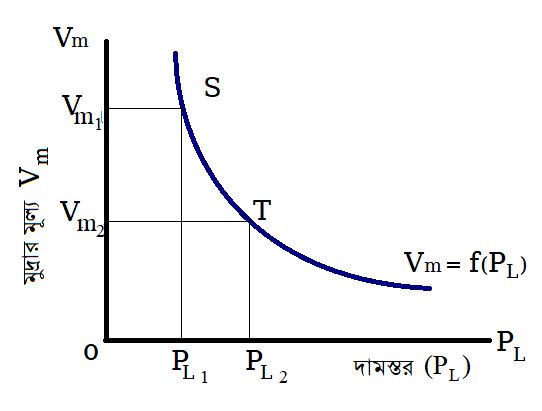 Vm
S
Vm1
মুদ্রার মূল্য Vm
Vm2
T
Vm = f(PL)
O
PL1
PL2
PL
দামস্তর (PL)